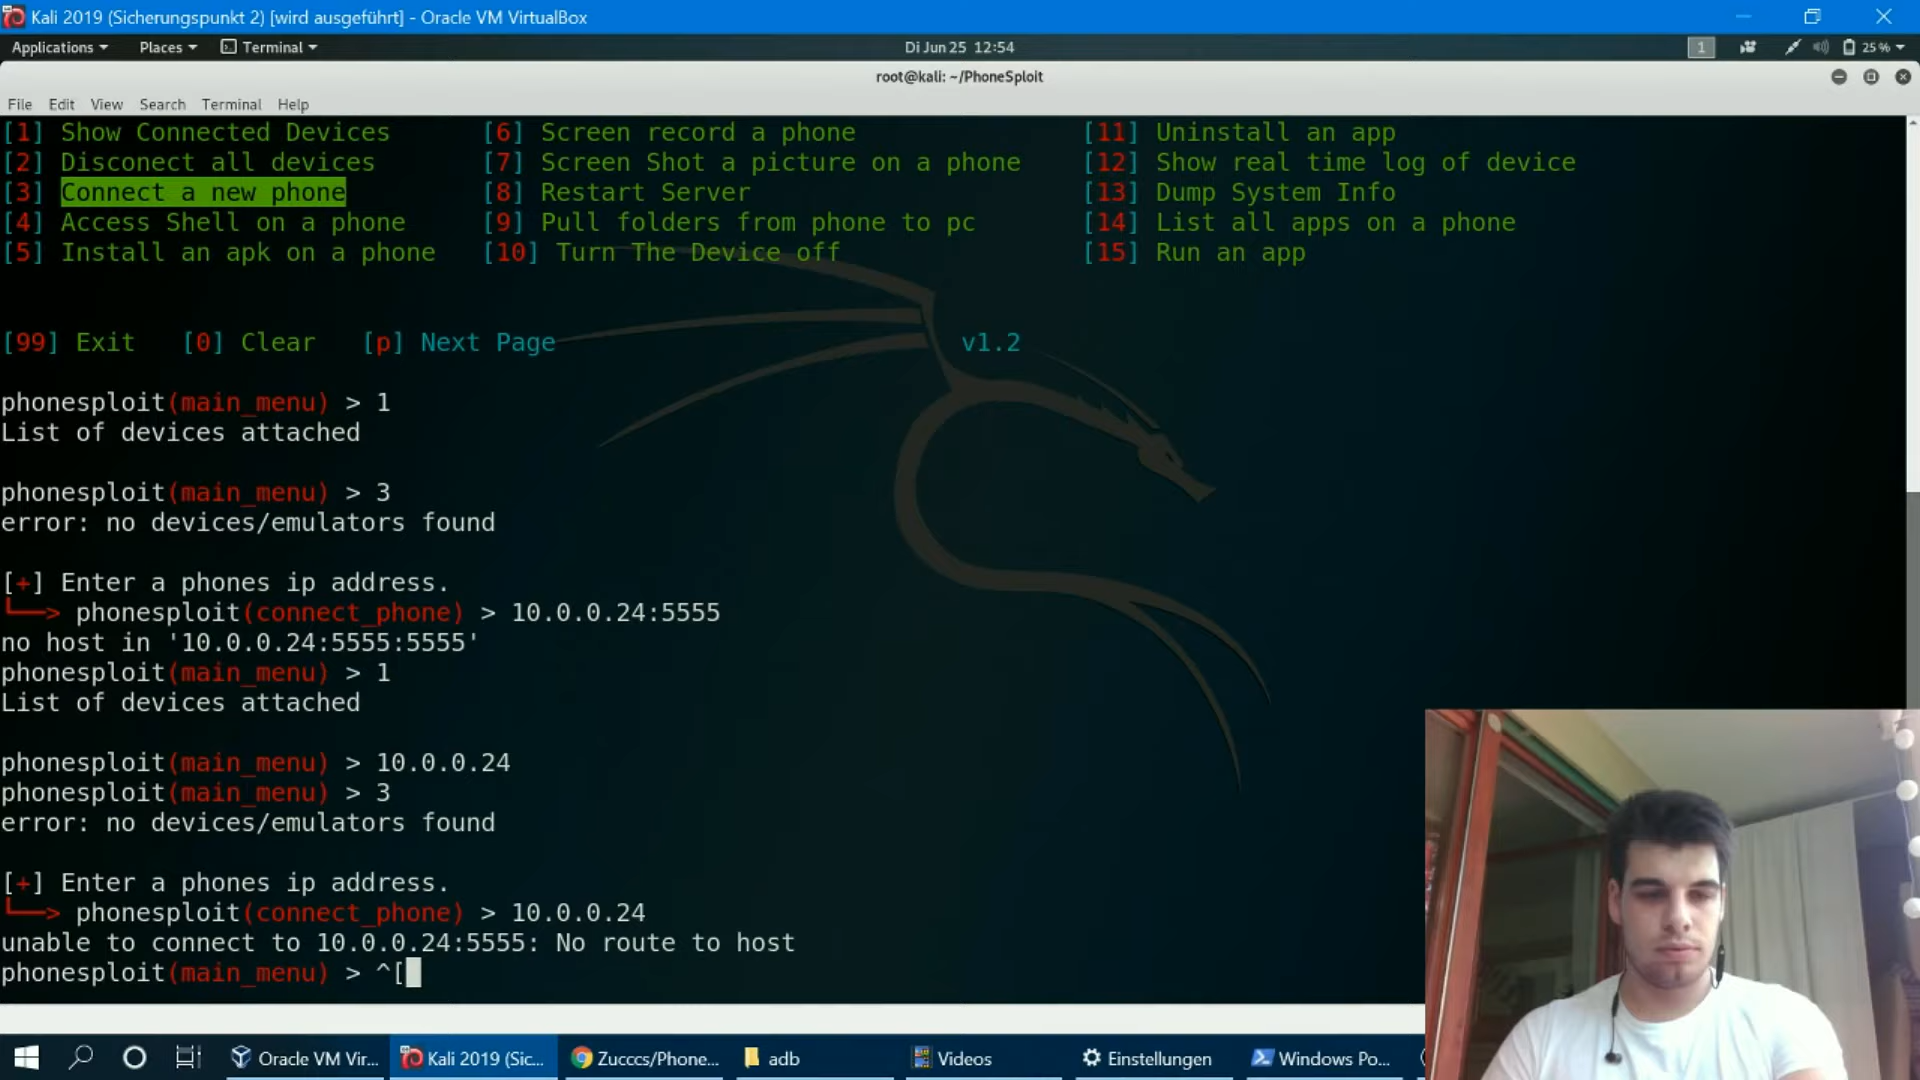 Kali 2019 (Sicherungspunkt 2) [wird ausgeführt] - Oracle VM VirtualBox
Applications Places Terminal Di Jun 25 12:54 1 25 %
root@kali: ~/PhoneSploit
File Edit View Search Terminal Help
[1] Show Connected Devices [6] Screen record a phone [11] Uninstall an app
[2] Disconect all devices [7] Screen Shot a picture on a phone [12] Show real time log of device
[3] Connect a new phone [8] Restart Server [13] Dump System Info
[4] Access Shell on a phone [9] Pull folders from phone to pc [14] List all apps on a phone
[5] Install an apk on a phone [10] Turn The Device off [15] Run an app
[99] Exit [0] Clear [p] Next Page v1.2
phonesploit(main_menu) > 1
List of devices attached
phonesploit(main_menu) > 3
error: no devices/emulators found
[+] Enter a phones ip address.
└──> phonesploit(connect_phone) > 10.0.0.24:5555
no host in '10.0.0.24:5555:5555'
phonesploit(main_menu) > 1
List of devices attached
phonesploit(main_menu) > 10.0.0.24
phonesploit(main_menu) > 3
error: no devices/emulators found
[+] Enter a phones ip address.
└──> phonesploit(connect_phone) > 10.0.0.24
unable to connect to 10.0.0.24:5555: No route to host
phonesploit(main_menu) > ^[
Oracle VM Vir... Kali 2019 (Sic... Zucccs/Phone... adb Videos Einstellungen Windows Po...